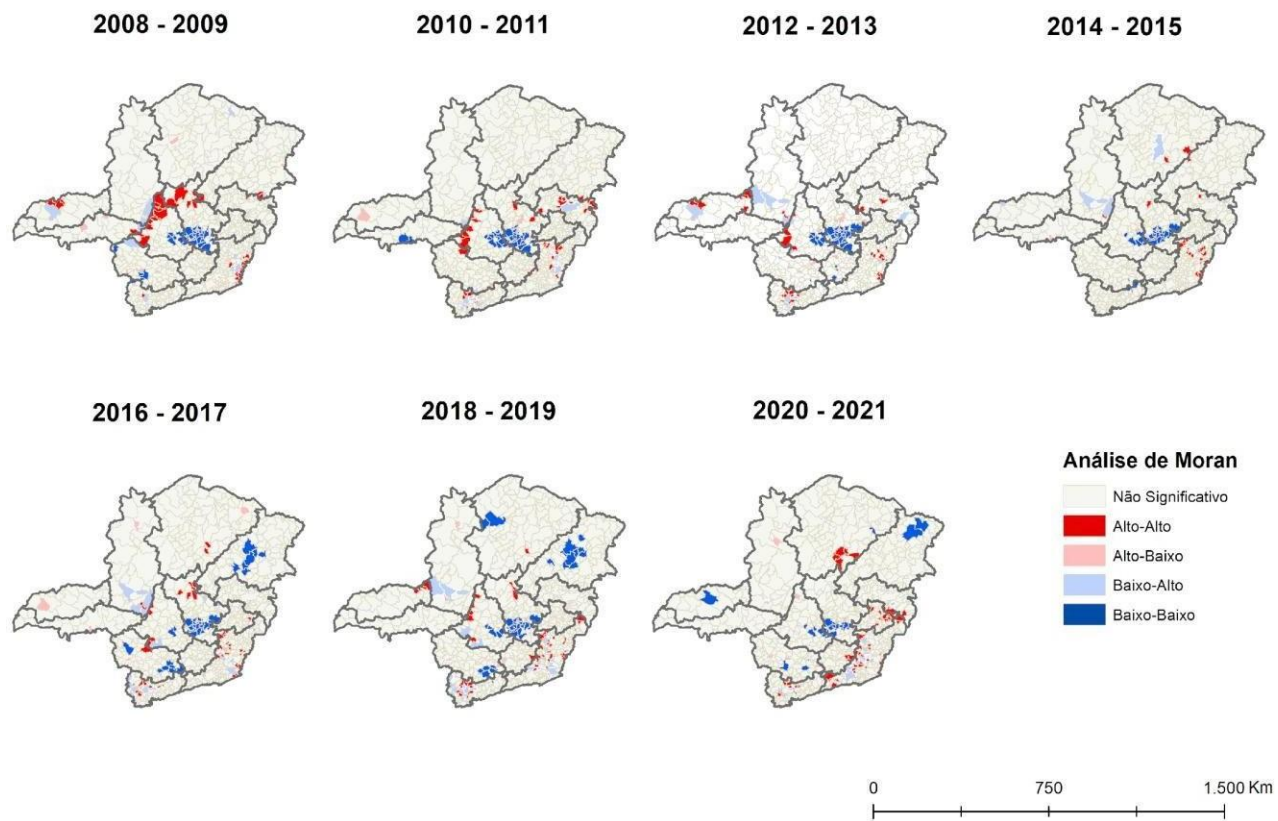 2008 - 2009
2010 - 2011
2012 - 2013
2014 - 2015
2016 - 2017
2018 - 2019
2020 - 2021
Análise de Moran
Não Significativo
Alto-Alto
Alto-Baixo
Baixo-Alto
Baixo-Baixo
0 750 1.500 Km